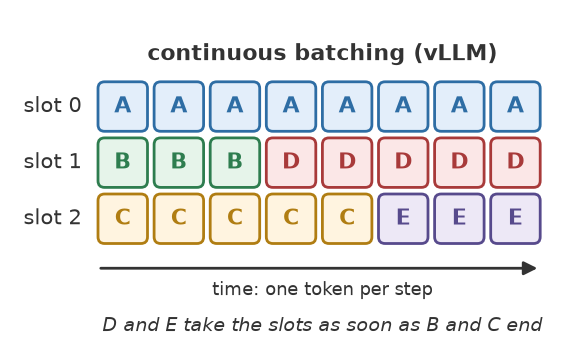 continuous batching (vLLM)
slot 0 A A A A A A A A
slot 1 B B B D D D D D
slot 2 C C C C C E E E
time: one token per step
D and E take the slots as soon as B and C end